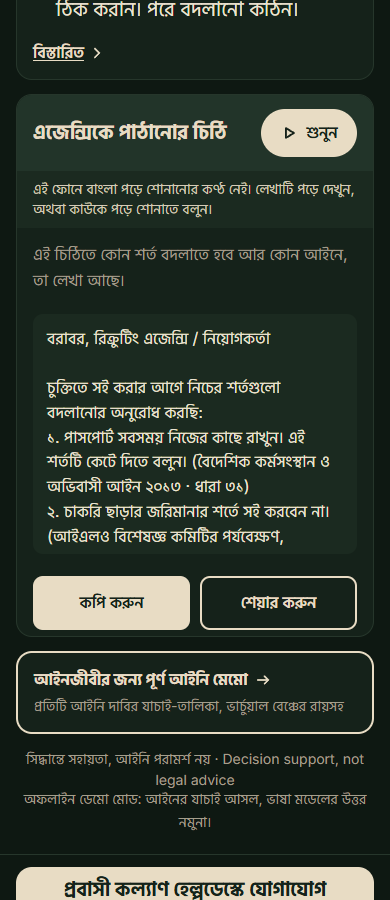 ঠিক করান। পরে বদলানো কঠিন।
বিস্তারিত
এজেন্সিকে পাঠানোর চিঠি
শুনুন
এই ফোনে বাংলা পড়ে শোনানোর কণ্ঠ নেই। লেখাটি পড়ে দেখুন,
অথবা কাউকে পড়ে শোনাতে বলুন।
এই চিঠিতে কোন শর্ত বদলাতে হবে আর কোন আইনে,
তা লেখা আছে।
বরাবর, রিক্রুটিং এজেন্সি / নিয়োগকর্তা
চুক্তিতে সই করার আগে নিচের শর্তগুলো
বদলানোর অনুরোধ করছি:
১. পাসপোর্ট সবসময় নিজের কাছে রাখুন। এই
শর্তটি কেটে দিতে বলুন। (বৈদেশিক কর্মসংস্থান ও
অভিবাসী আইন ২০১৩ · ধারা ৩১)
২. চাকরি ছাড়ার জরিমানার শর্তে সই করবেন না।
(আইএলও বিশেষজ্ঞ কমিটির পর্যবেক্ষণ,
কপি করুন
শেয়ার করুন
আইনজীবীর জন্য পূর্ণ আইনি মেমো →
প্রতিটি আইনি দাবির যাচাই-তালিকা, ভার্চুয়াল বেঞ্চের রায়সহ
সিদ্ধান্তে সহায়তা, আইনি পরামর্শ নয় · Decision support, not
legal advice
অফলাইন ডেমো মোড: আইনের যাচাই আসল, ভাষা মডেলের উত্তর
নমুনা।
প্রবাসী কল্যাণ হেল্পডেস্কে যোগাযোগ